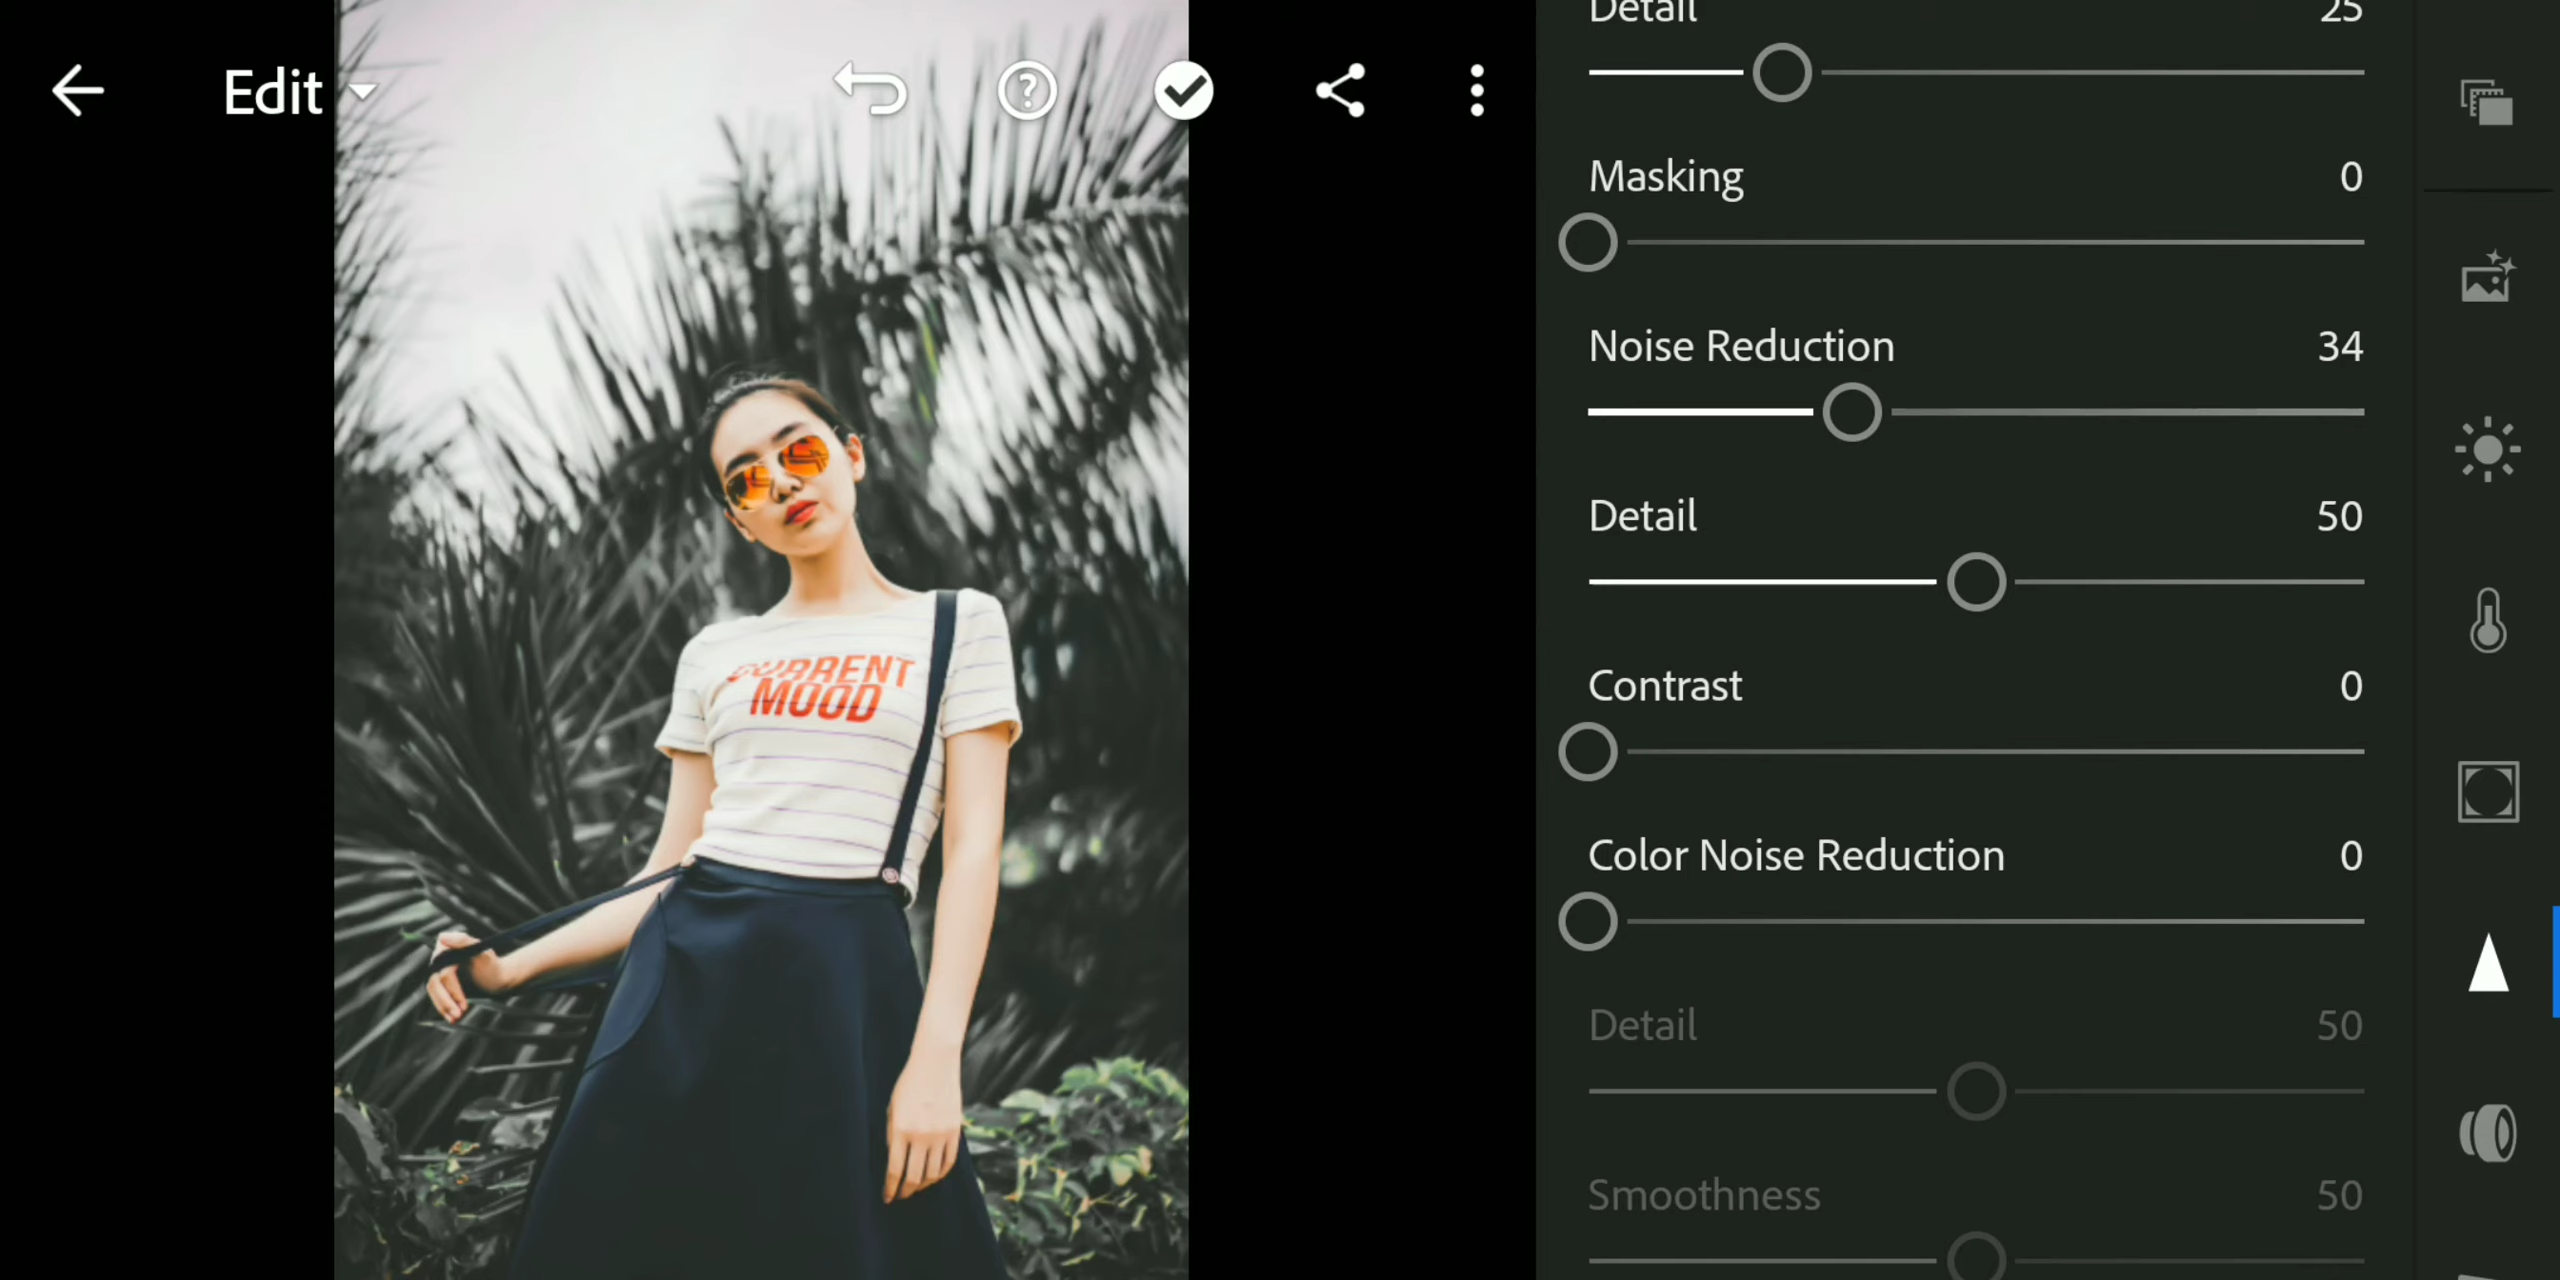 Edit
CURRENT
MOOD
Detail 25
Masking 0
Noise Reduction 34
Detail 50
Contrast 0
Color Noise Reduction 0
Detail 50
Smoothness 50